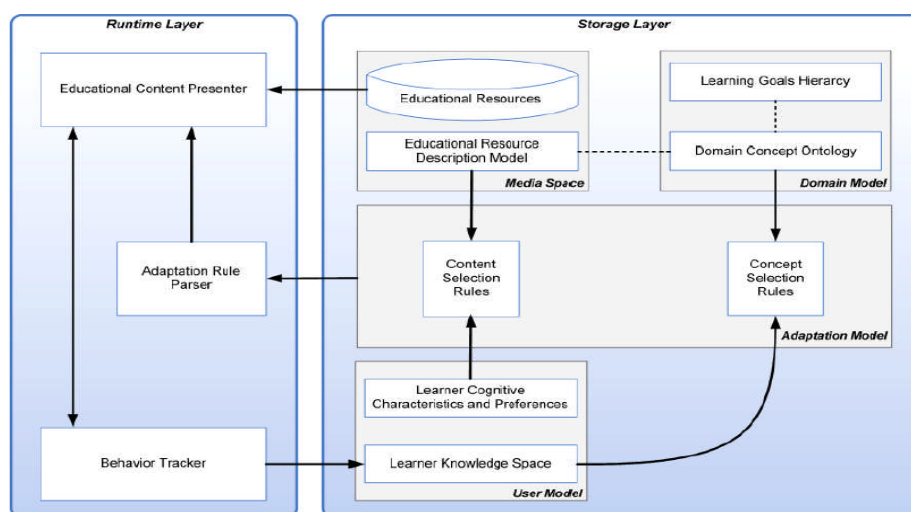 Runtime Layer
Storage Layer
Educational Content Presenter
Educational Resources
Learning Goals Hierarcy
Educational Resource
Description Model
Domain Concept Ontology
Media Space
Domain Model
Adaptation Rule
Parser
Content
Selection
Rules
Concept
Selection
Rules
Adaptation Model
Learner Cognitive
Characteristics and Preferences
Behavior Tracker
Learner Knowledge Space
User Model